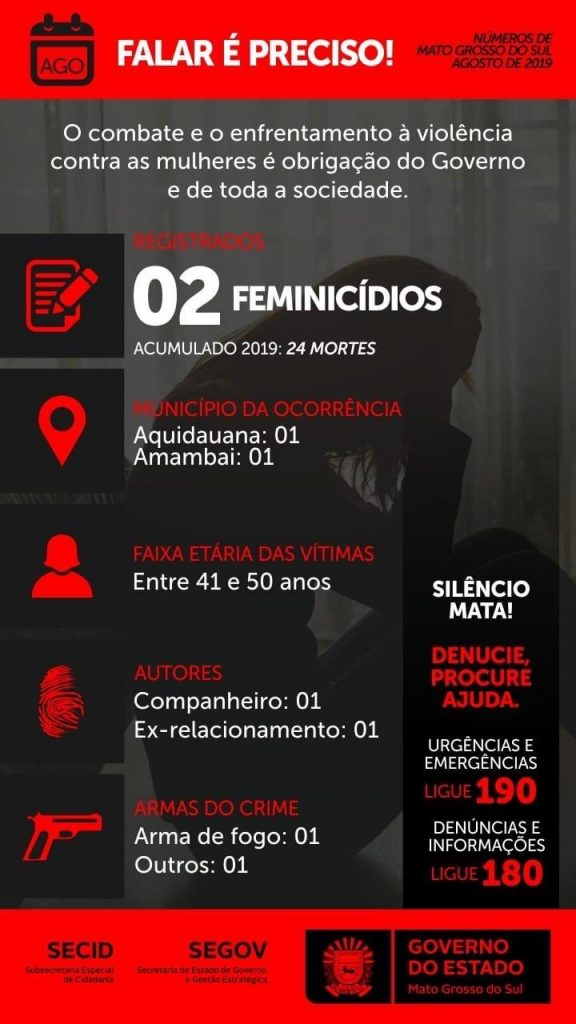 AGO
FALAR É PRECISO!
NÚMEROS DE
MATO GROSSO DO SUL
AGOSTO DE 2019
O combate e o enfrentamento à violência
contra as mulheres é obrigação do Governo
e de toda a sociedade.
REGISTRADOS
02 FEMINICÍDIOS
ACUMULADO 2019: 24 MORTES
MUNICÍPIO DA OCORRÊNCIA
Aquidauana: 01
Amambai: 01
FAIXA ETÁRIA DAS VÍTIMAS
Entre 41 e 50 anos
AUTORES
Companheiro: 01
Ex-relacionamento: 01
ARMAS DO CRIME
Arma de fogo: 01
Outros: 01
SILÊNCIO
MATA!
DENUCIE,
PROCURE
AJUDA.
URGÊNCIAS E
EMERGÊNCIAS
LIGUE 190
DENÚNCIAS E
INFORMAÇÕES
LIGUE 180
SECID
Subsecretaria Especial
de Cidadania
SEGOV
Secretaria de Estado de Governo
e Gestão Estratégica
GOVERNO
DO ESTADO
Mato Grosso do Sul